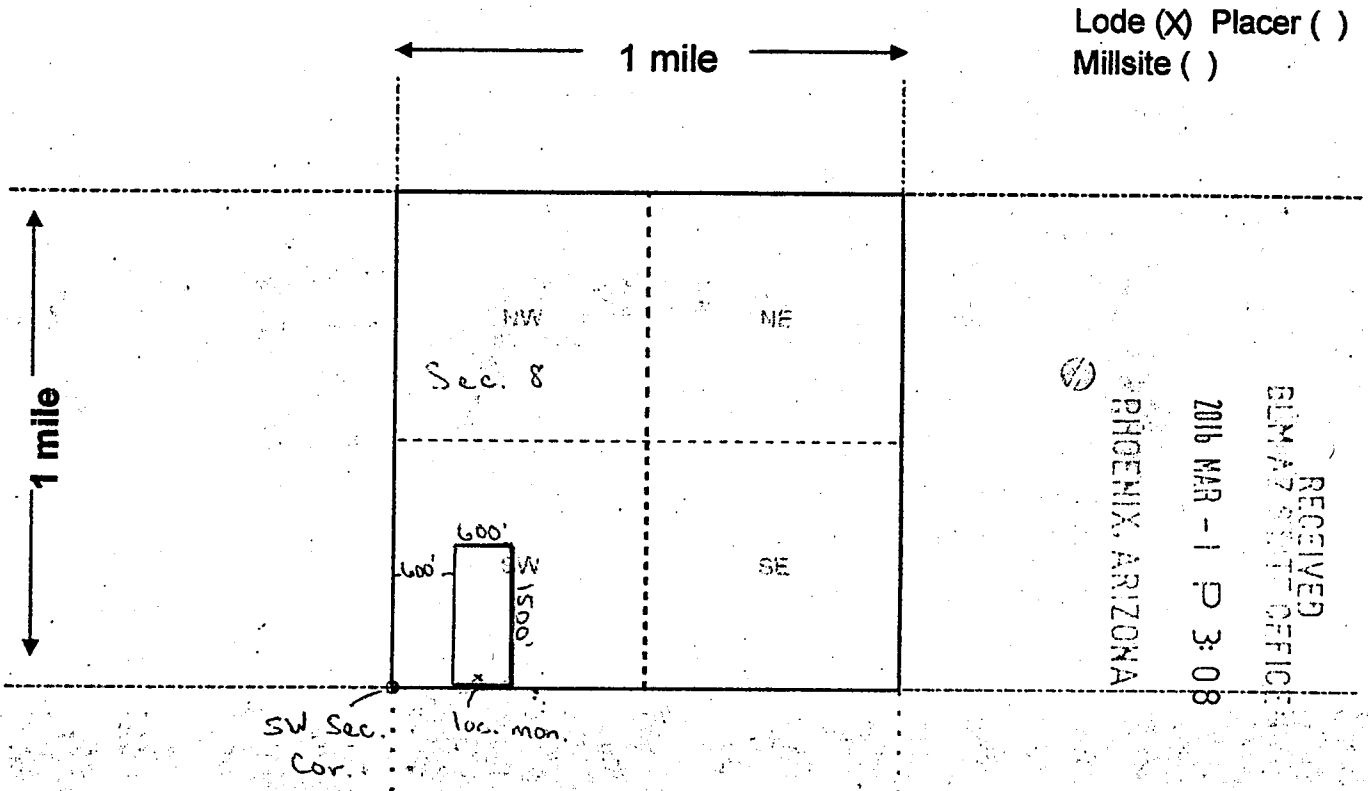 Lode (X) Placer ( )
Millsite ( )
1 mile
1 mile
NW
NE
Sec. 8
600'
600'
SW
1500'
SE
SW. Sec.
Cor.
loc. mon.
RECEIVED
BLM AZ OFFICE
2016 MAR -1 P 3:08
PHOENIX, ARIZONA